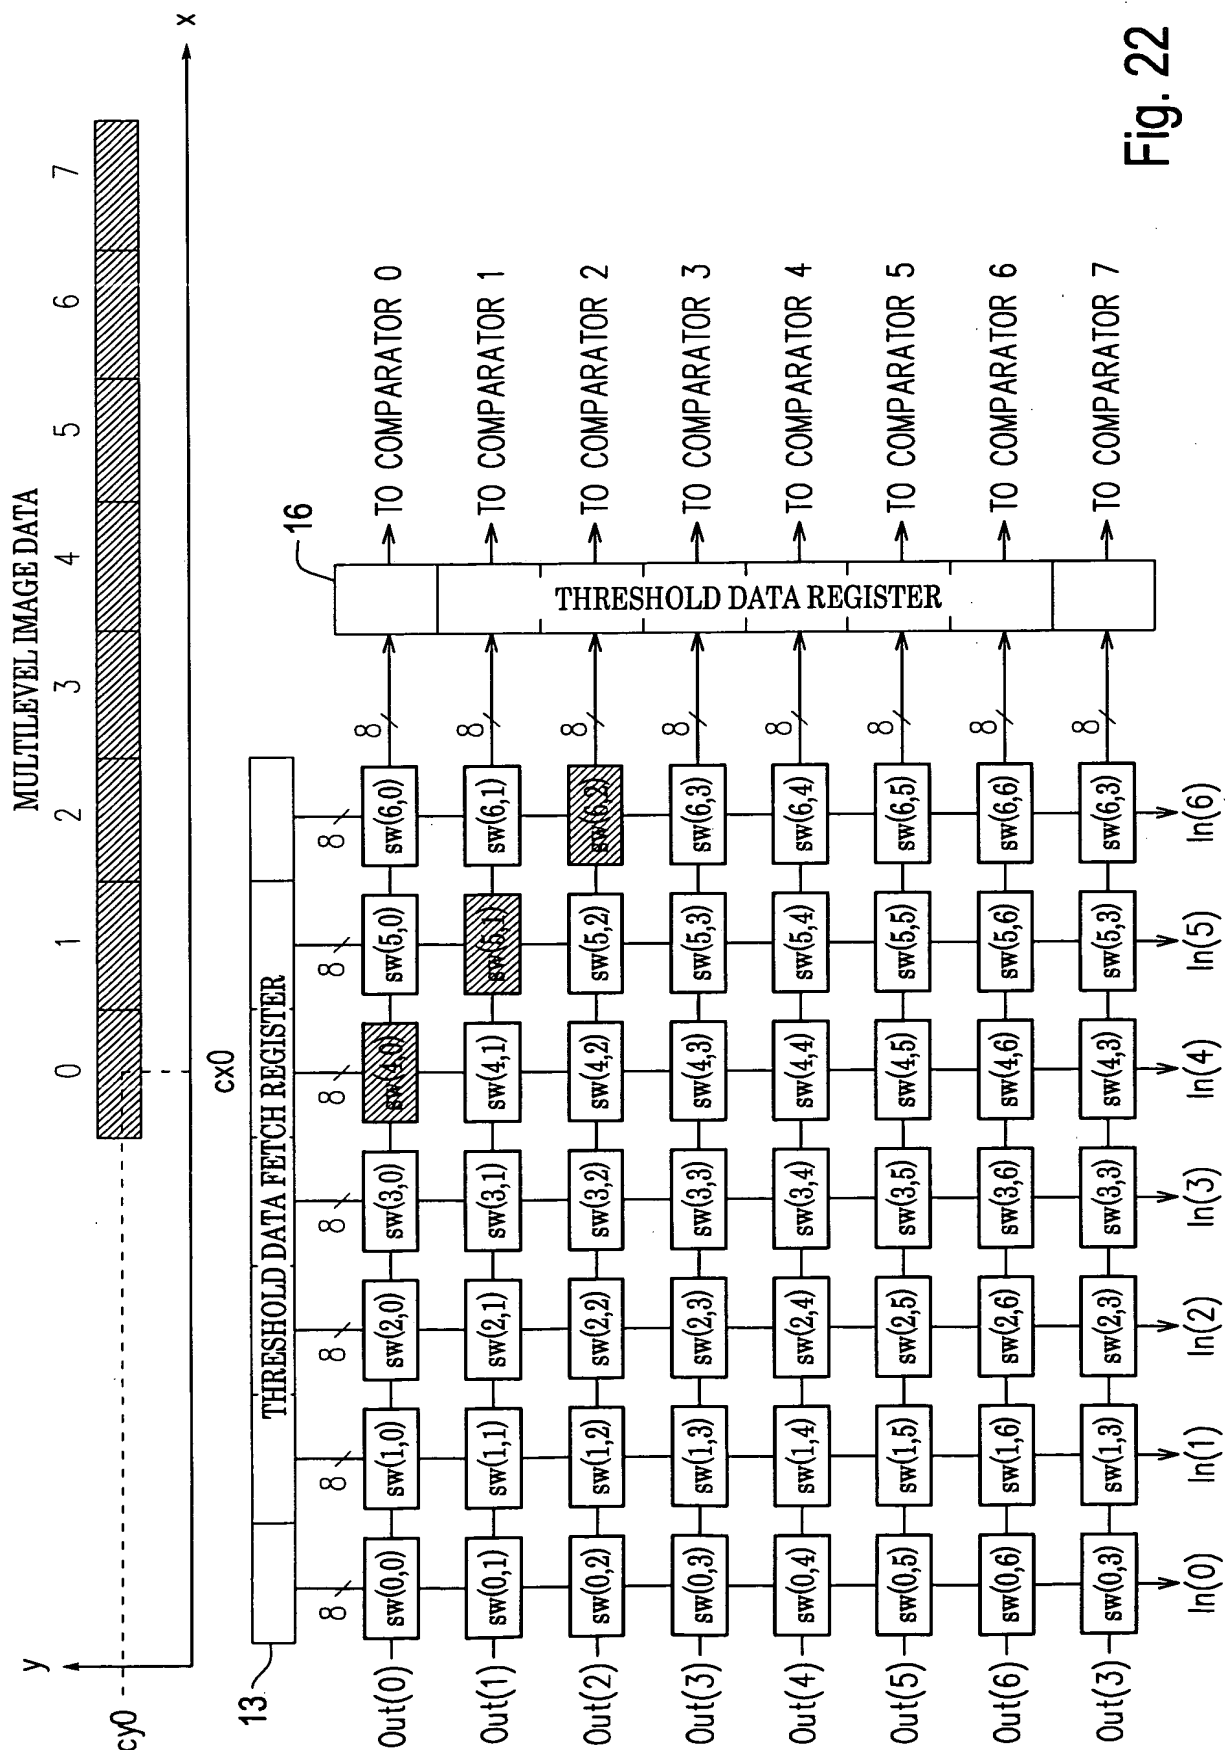 MULTILEVEL IMAGE DATA
0 1 2 3 4 5 6 7
y
cy0
x
cx0
13
THRESHOLD DATA FETCH REGISTER
8 8 8 8 8 8 8
Out(0) sw(0,0) sw(1,0) sw(2,0) sw(3,0) sw(4,0) sw(5,0) sw(6,0) 8 TO COMPARATOR 0
Out(1) sw(0,1) sw(1,1) sw(2,1) sw(3,1) sw(4,1) sw(5,1) sw(6,1) 8 TO COMPARATOR 1
Out(2) sw(0,2) sw(1,2) sw(2,2) sw(3,2) sw(4,2) sw(5,2) sw(6,2) 8 TO COMPARATOR 2
Out(3) sw(0,3) sw(1,3) sw(2,3) sw(3,3) sw(4,3) sw(5,3) sw(6,3) 8 TO COMPARATOR 3
Out(4) sw(0,4) sw(1,4) sw(2,4) sw(3,4) sw(4,4) sw(5,4) sw(6,4) 8 TO COMPARATOR 4
Out(5) sw(0,5) sw(1,5) sw(2,5) sw(3,5) sw(4,5) sw(5,5) sw(6,5) 8 TO COMPARATOR 5
Out(6) sw(0,6) sw(1,6) sw(2,6) sw(3,6) sw(4,6) sw(5,6) sw(6,6) 8 TO COMPARATOR 6
Out(3) sw(0,3) sw(1,3) sw(2,3) sw(3,3) sw(4,3) sw(5,3) sw(6,3) 8 TO COMPARATOR 7
16
THRESHOLD DATA REGISTER
In(0) In(1) In(2) In(3) In(4) In(5) In(6)
Fig. 22